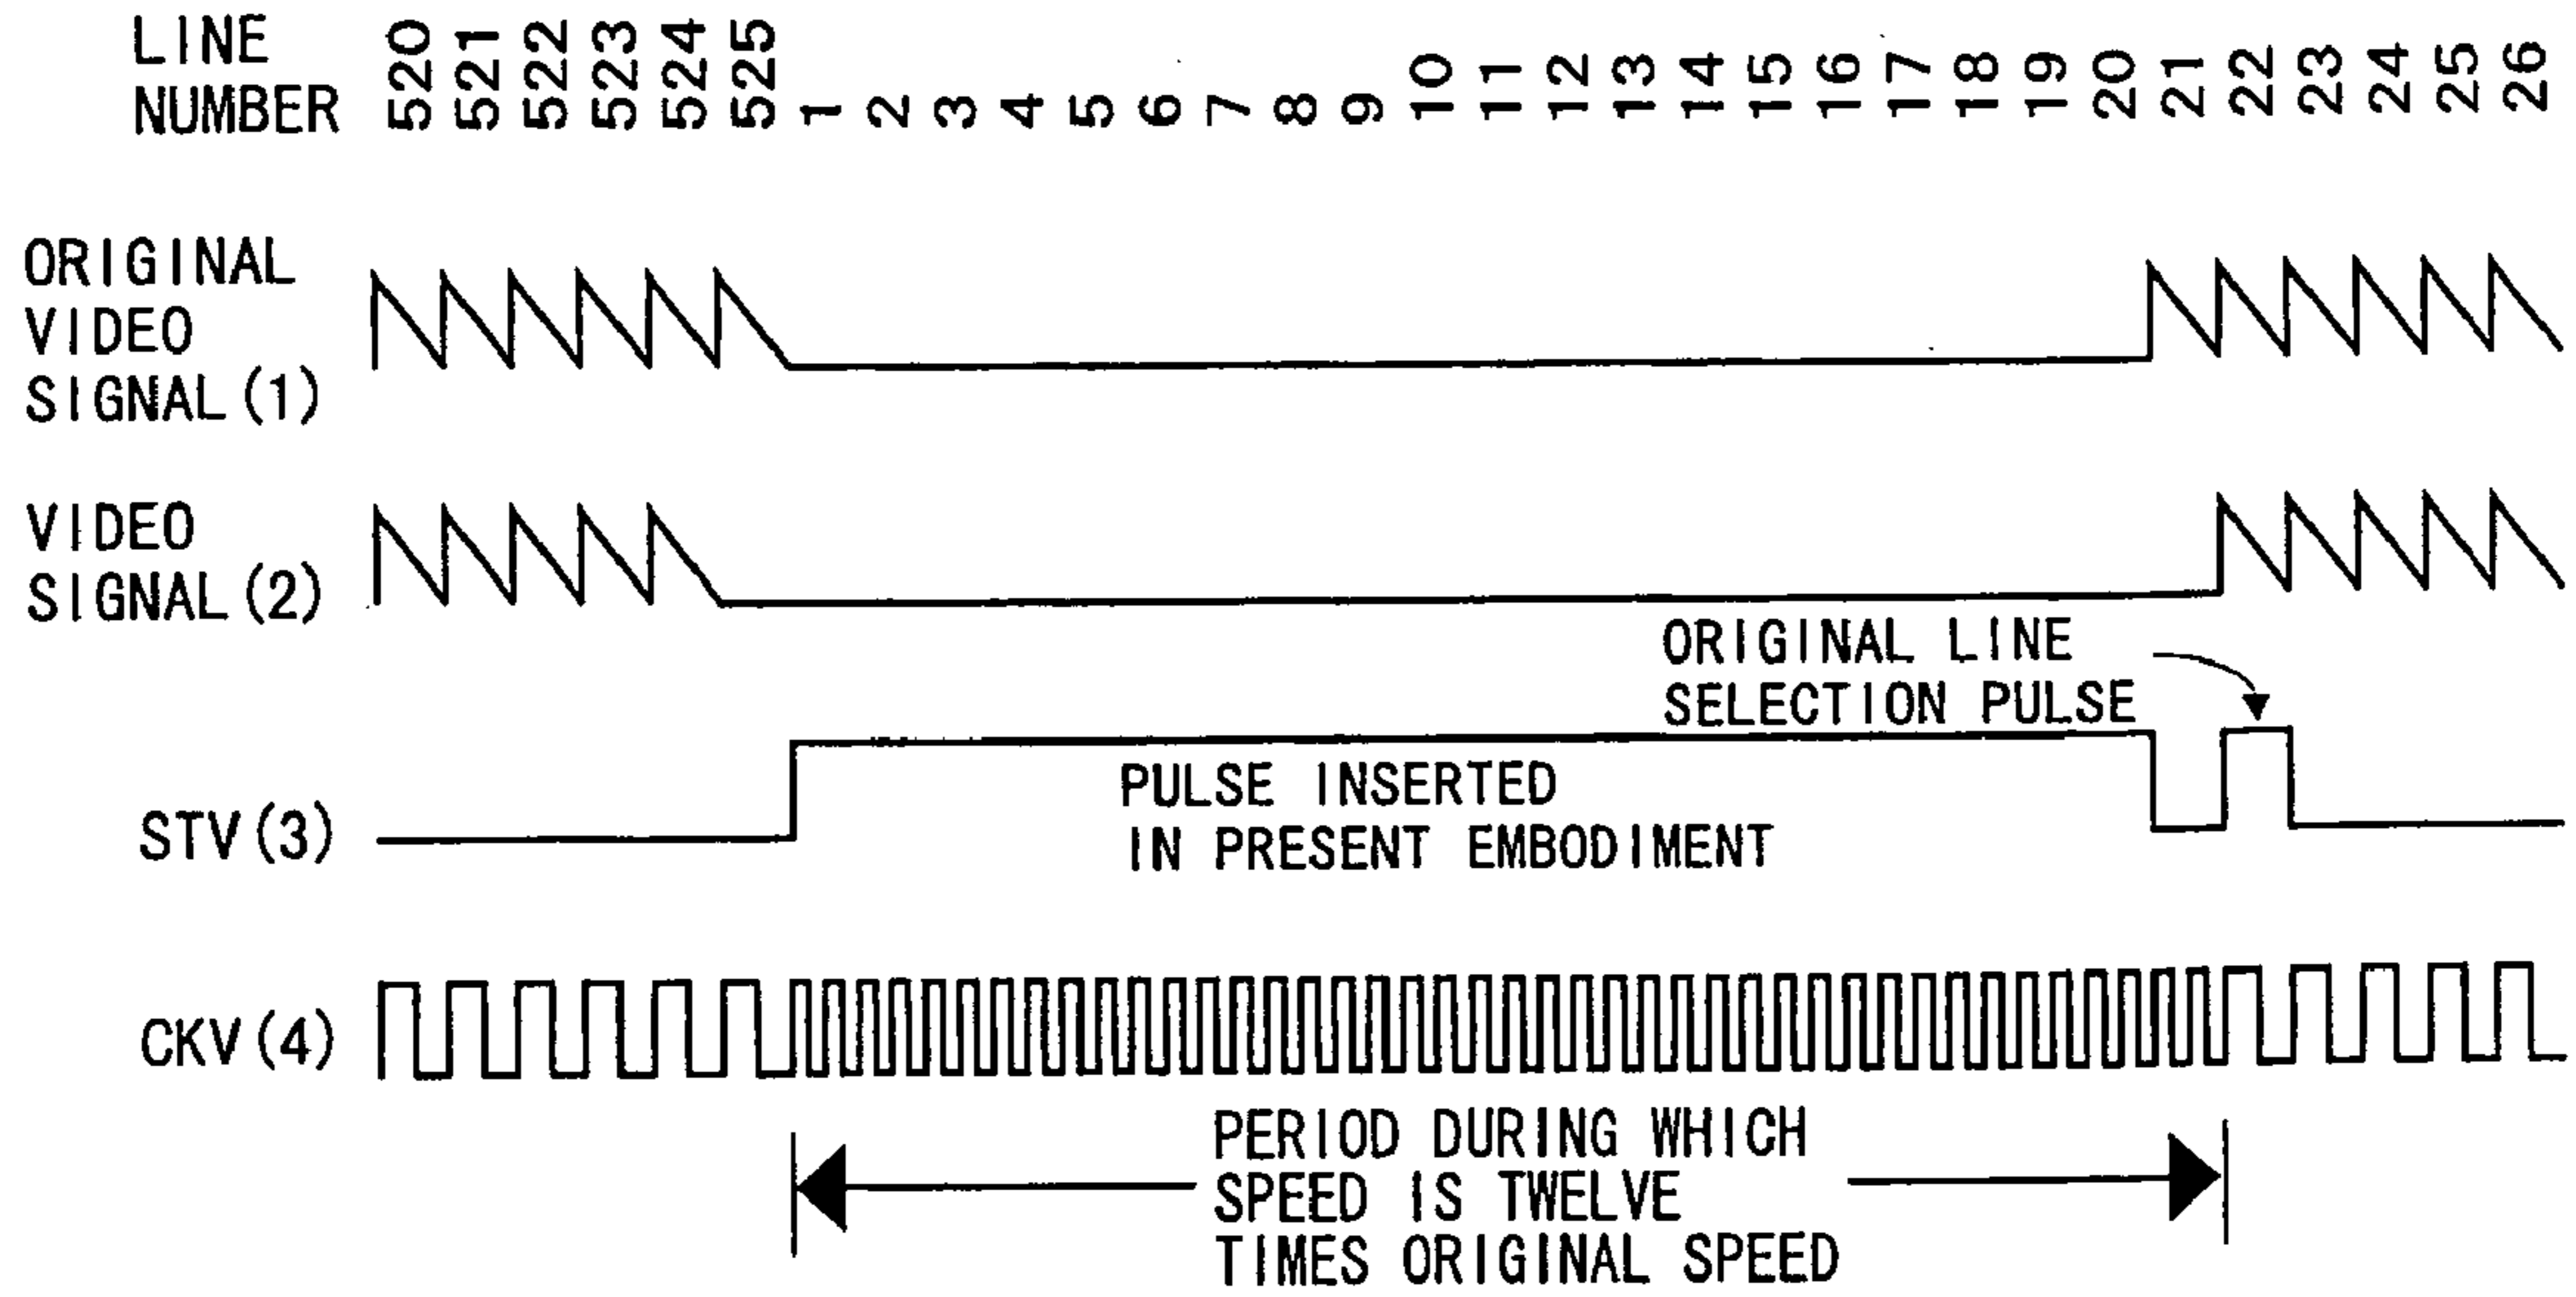 LINE
NUMBER
520 521 522 523 524 525 1 2 3 4 5 6 7 8 9 10 11 12 13 14 15 16 17 18 19 20 21 22 23 24 25 26
ORIGINAL
VIDEO
SIGNAL(1)
VIDEO
SIGNAL(2)
ORIGINAL LINE
SELECTION PULSE
PULSE INSERTED
IN PRESENT EMBODIMENT
STV(3)
CKV(4)
PERIOD DURING WHICH
SPEED IS TWELVE
TIMES ORIGINAL SPEED